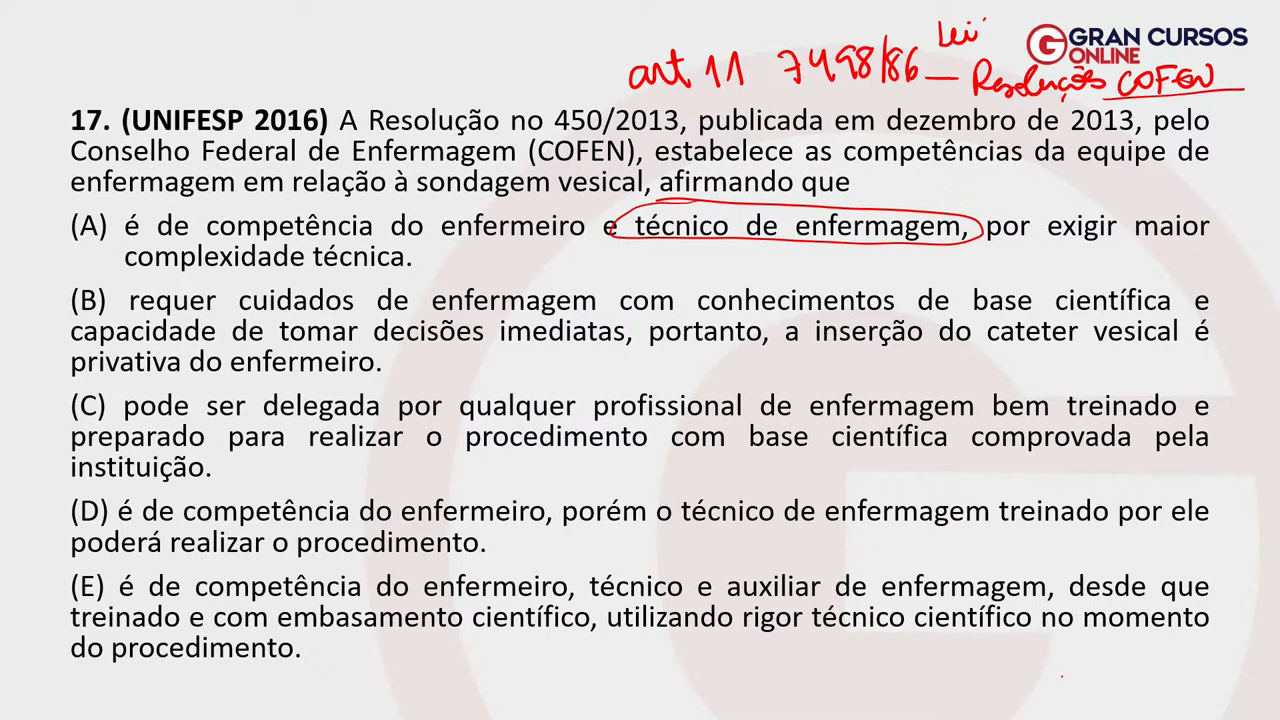 Lei
GRAN CURSOS
ONLINE
art 11 7498/86 — Resoluções COFEN
17. (UNIFESP 2016) A Resolução no 450/2013, publicada em dezembro de 2013, pelo
Conselho Federal de Enfermagem (COFEN), estabelece as competências da equipe de
enfermagem em relação à sondagem vesical, afirmando que
(A) é de competência do enfermeiro e técnico de enfermagem, por exigir maior
complexidade técnica.
(B) requer cuidados de enfermagem com conhecimentos de base científica e
capacidade de tomar decisões imediatas, portanto, a inserção do cateter vesical é
privativa do enfermeiro.
(C) pode ser delegada por qualquer profissional de enfermagem bem treinado e
preparado para realizar o procedimento com base científica comprovada pela
instituição.
(D) é de competência do enfermeiro, porém o técnico de enfermagem treinado por ele
poderá realizar o procedimento.
(E) é de competência do enfermeiro, técnico e auxiliar de enfermagem, desde que
treinado e com embasamento científico, utilizando rigor técnico científico no momento
do procedimento.